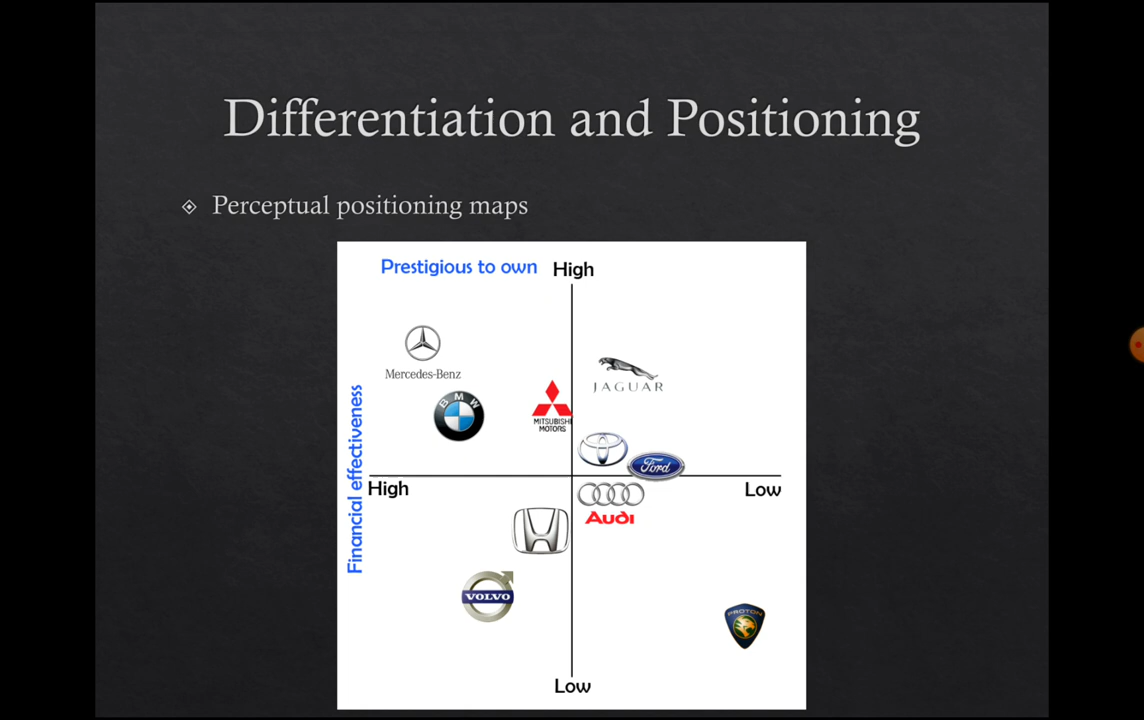 Differentiation and Positioning
Perceptual positioning maps
Prestigious to own
High
Mercedes-Benz
JAGUAR
BMW
MITSUBISHI
MOTORS
Financial effectiveness
Ford
High
Low
Audi
VOLVO
PROTON
Low